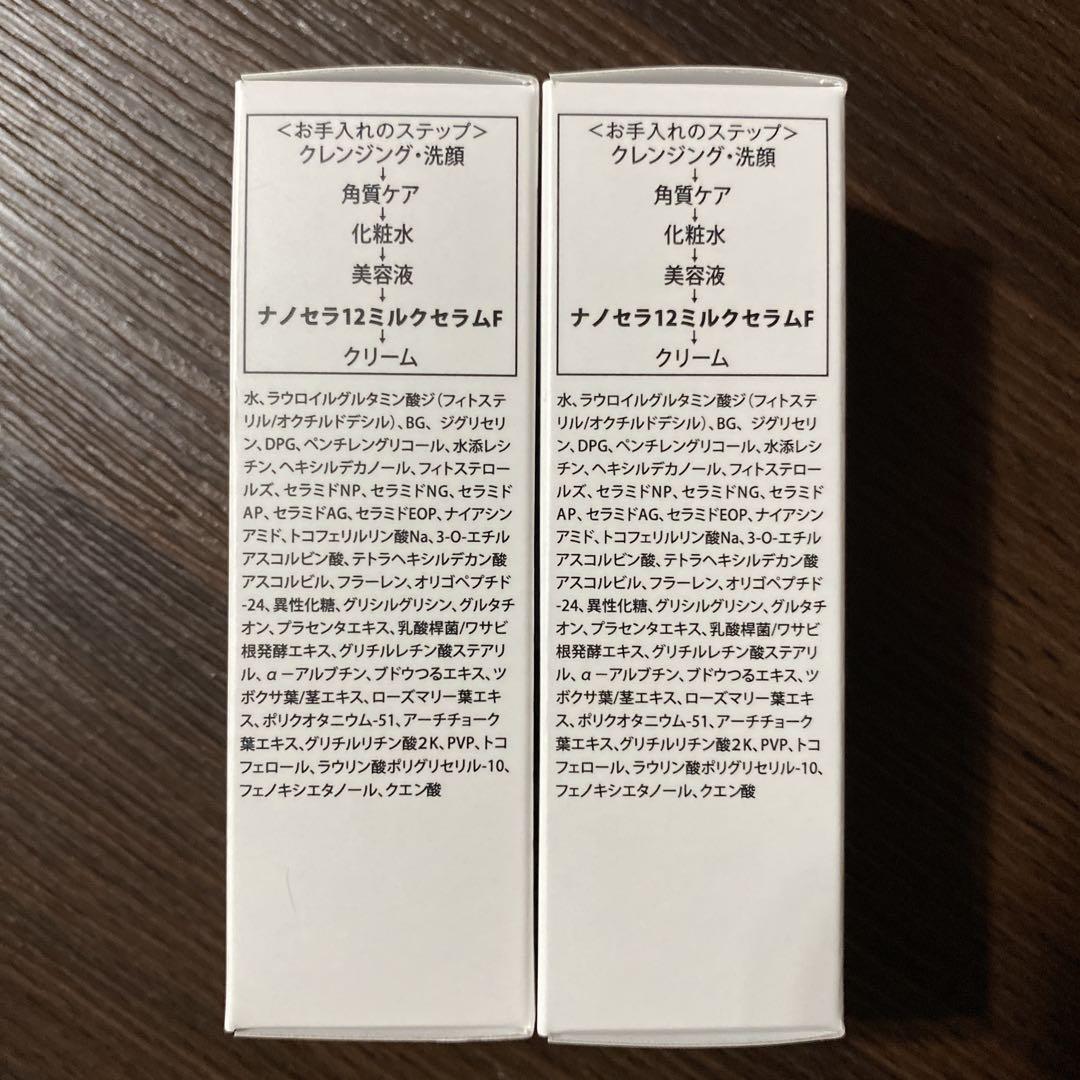 <お手入れのステップ>
クレンジング・洗顔
↓
角質ケア
↓
化粧水
↓
美容液
↓
ナノセラ12ミルクセラムF
↓
クリーム
水、ラウロイルグルタミン酸ジ（フィトステ
リル/オクチルドデシル）、BG、ジグリセリ
ン、DPG、ペンチレングリコール、水添レシ
チン、ヘキシルデカノール、フィトステロー
ルズ、セラミドNP、セラミドNG、セラミド
AP、セラミドAG、セラミドEOP、ナイアシン
アミド、トコフェリルリン酸Na、3-O-エチル
アスコルビン酸、テトラヘキシルデカン酸
アスコルビル、フラーレン、オリゴペプチド
-24、異性化糖、グリシルグリシン、グルタチ
オン、プラセンタエキス、乳酸桿菌/ワサビ
根発酵エキス、グリチルレチン酸ステアリ
ル、α－アルブチン、ブドウつるエキス、ツ
ボクサ葉/茎エキス、ローズマリー葉エキ
ス、ポリクオタニウム-51、アーチチョーク
葉エキス、グリチルリチン酸2K、PVP、トコ
フェロール、ラウリン酸ポリグリセリル-10、
フェノキシエタノール、クエン酸
<お手入れのステップ>
クレンジング・洗顔
↓
角質ケア
↓
化粧水
↓
美容液
↓
ナノセラ12ミルクセラムF
↓
クリーム
水、ラウロイルグルタミン酸ジ（フィトステ
リル/オクチルドデシル）、BG、ジグリセリ
ン、DPG、ペンチレングリコール、水添レシ
チン、ヘキシルデカノール、フィトステロー
ルズ、セラミドNP、セラミドNG、セラミド
AP、セラミドAG、セラミドEOP、ナイアシン
アミド、トコフェリルリン酸Na、3-O-エチル
アスコルビン酸、テトラヘキシルデカン酸
アスコルビル、フラーレン、オリゴペプチド
-24、異性化糖、グリシルグリシン、グルタチ
オン、プラセンタエキス、乳酸桿菌/ワサビ
根発酵エキス、グリチルレチン酸ステアリ
ル、α－アルブチン、ブドウつるエキス、ツ
ボクサ葉/茎エキス、ローズマリー葉エキ
ス、ポリクオタニウム-51、アーチチョーク
葉エキス、グリチルリチン酸2K、PVP、トコ
フェロール、ラウリン酸ポリグリセリル-10、
フェノキシエタノール、クエン酸